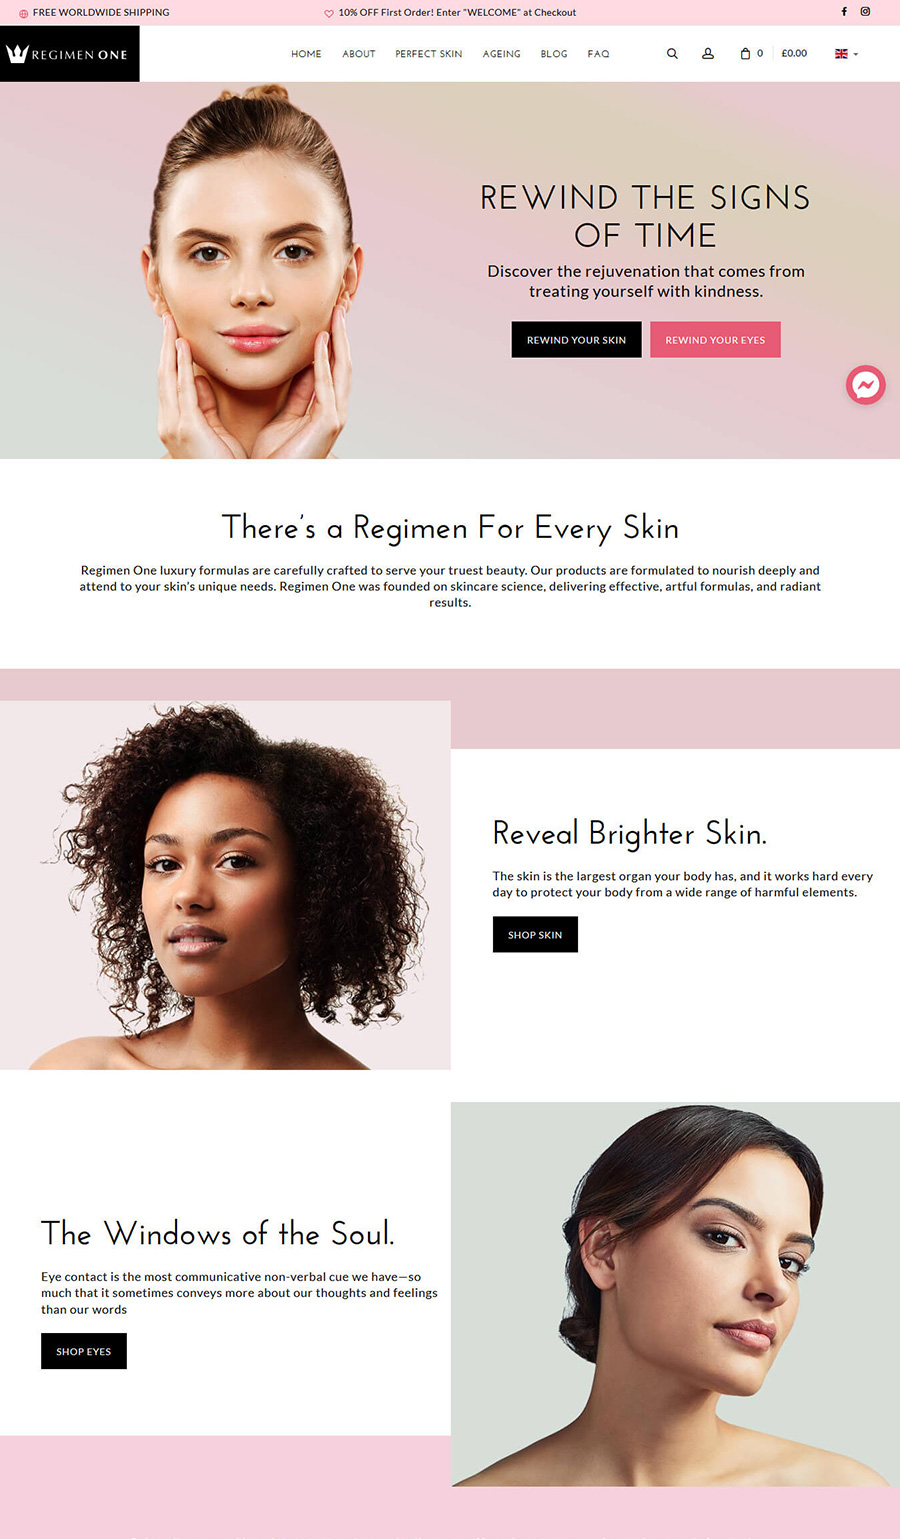 FREE WORLDWIDE SHIPPING
10% OFF First Order! Enter "WELCOME" at Checkout
REGIMEN ONE
HOME ABOUT PERFECT SKIN AGEING BLOG FAQ 0 £0.00
REWIND THE SIGNS
OF TIME
Discover the rejuvenation that comes from
treating yourself with kindness.
REWIND YOUR SKIN REWIND YOUR EYES
There's a Regimen For Every Skin
Regimen One luxury formulas are carefully crafted to serve your truest beauty. Our products are formulated to nourish deeply and
attend to your skin's unique needs. Regimen One was founded on skincare science, delivering effective, artful formulas, and radiant
results.
Reveal Brighter Skin.
The skin is the largest organ your body has, and it works hard every
day to protect your body from a wide range of harmful elements.
SHOP SKIN
The Windows of the Soul.
Eye contact is the most communicative non-verbal cue we have—so
much that it sometimes conveys more about our thoughts and feelings
than our words
SHOP EYES